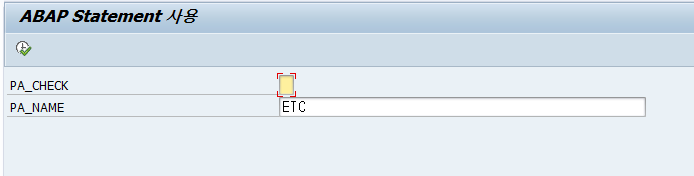 ABAP Statement 사용
PA_CHECK
PA_NAME ETC